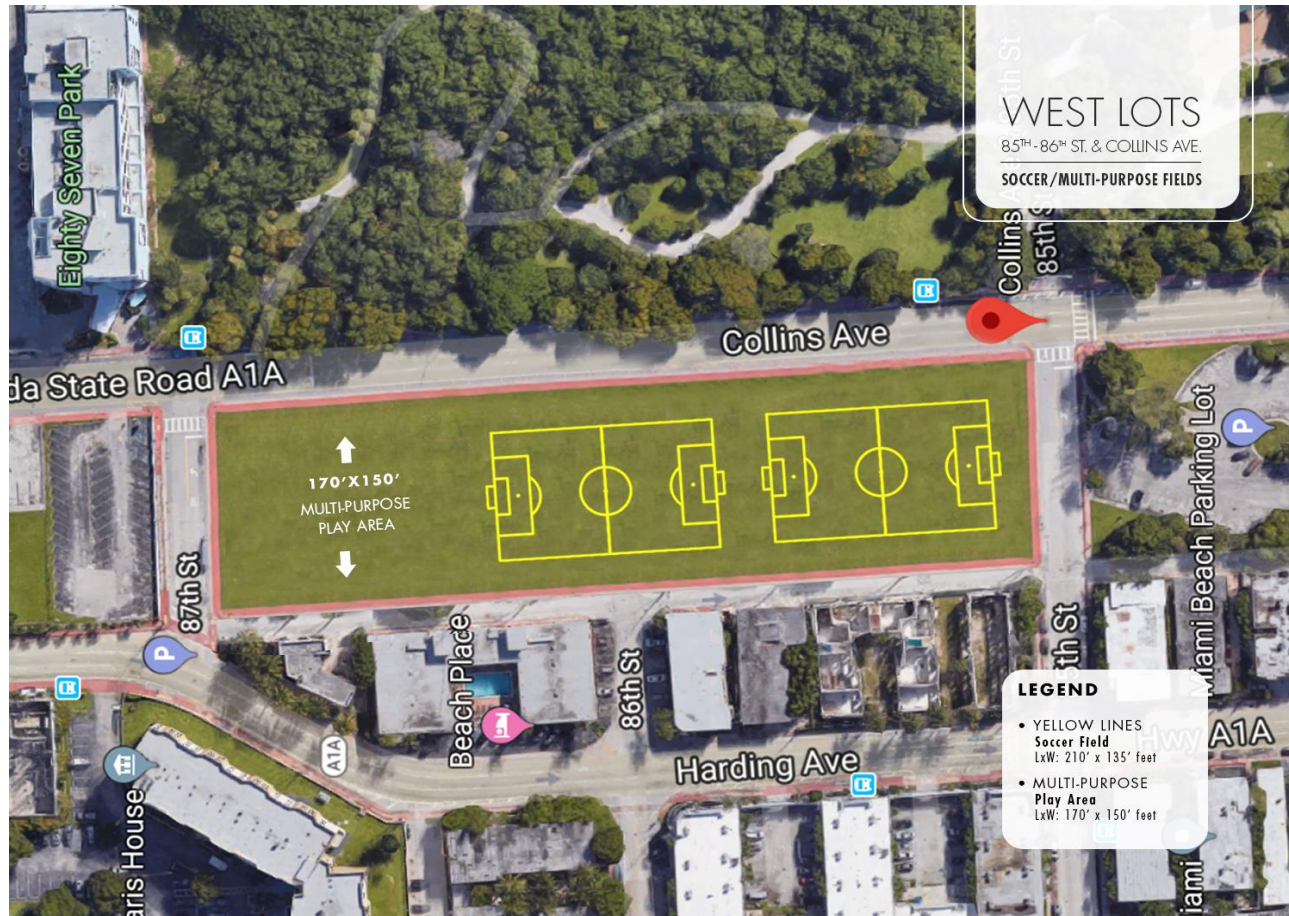 WEST LOTS
85TH - 86TH ST. & COLLINS AVE.
SOCCER/MULTI-PURPOSE FIELDS
Eighty Seven Park
Collins Ave
85th St
Collins Ave
da State Road A1A
170'X150'
MULTI-PURPOSE
PLAY AREA
87th St
P
P
Miami Beach Parking Lot
Beach Place
86th St
5th St
A1A
Harding Ave
Hwy A1A
aris House
iami
LEGEND
• YELLOW LINES
Soccer Field
LxW: 210' x 135' feet
• MULTI-PURPOSE
Play Area
LxW: 170' x 150' feet